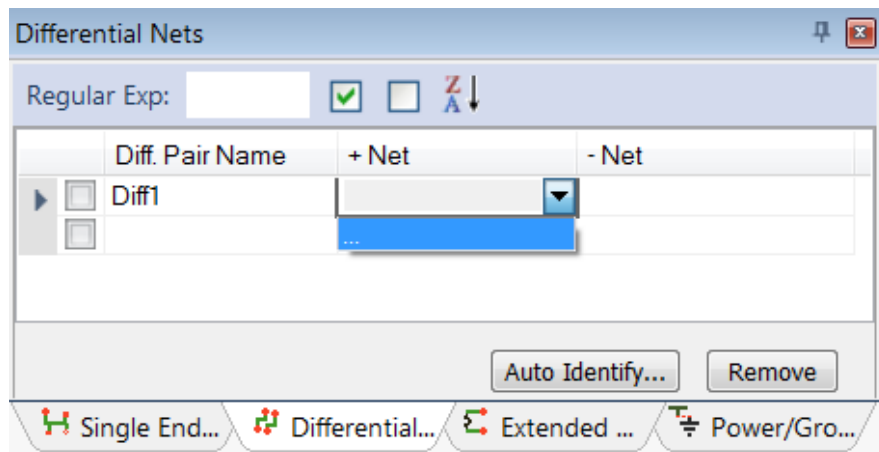 Differential Nets
Regular Exp:
Z
A
Diff. Pair Name + Net - Net
Diff1
...
Auto Identify... Remove
Single End... Differential... Extended ... Power/Gro...